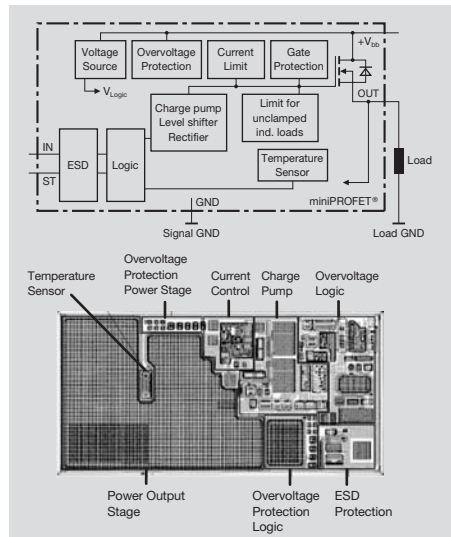 +Vbb
Voltage
Source
Overvoltage
Protection
Current
Limit
Gate
Protection
VLogic
OUT
Charge pump
Level shifter
Rectifier
Limit for
unclamped
ind. loads
IN
ST
ESD
Logic
Temperature
Sensor
Load
GND
miniPROFET®
Signal GND
Load GND
Temperature
Sensor
Overvoltage
Protection
Power Stage
Current
Control
Charge
Pump
Overvoltage
Logic
Power Output
Stage
Overvoltage
Protection
Logic
ESD
Protection